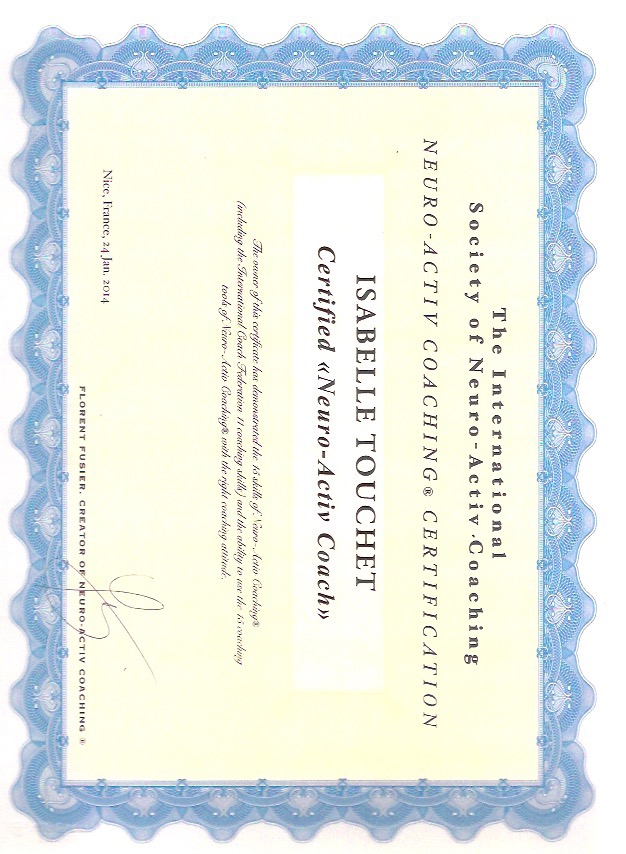 The International
Society of Neuro-Activ Coaching
NEURO-ACTIV COACHING® CERTIFICATION
ISABELLE TOUCHET
Certified «Neuro-Activ Coach»
The owner of this certificate has demonstrated the 15 skills of Neuro-Activ Coaching®
(including the International Coach Federation 11 coaching skills) and the ability to use the 15 coaching
tools of Neuro-Activ Coaching® with the right coaching attitude.
Nice, France, 24 Jan. 2014
FLORENT FUSIER, CREATOR OF NEURO-ACTIV COACHING ®